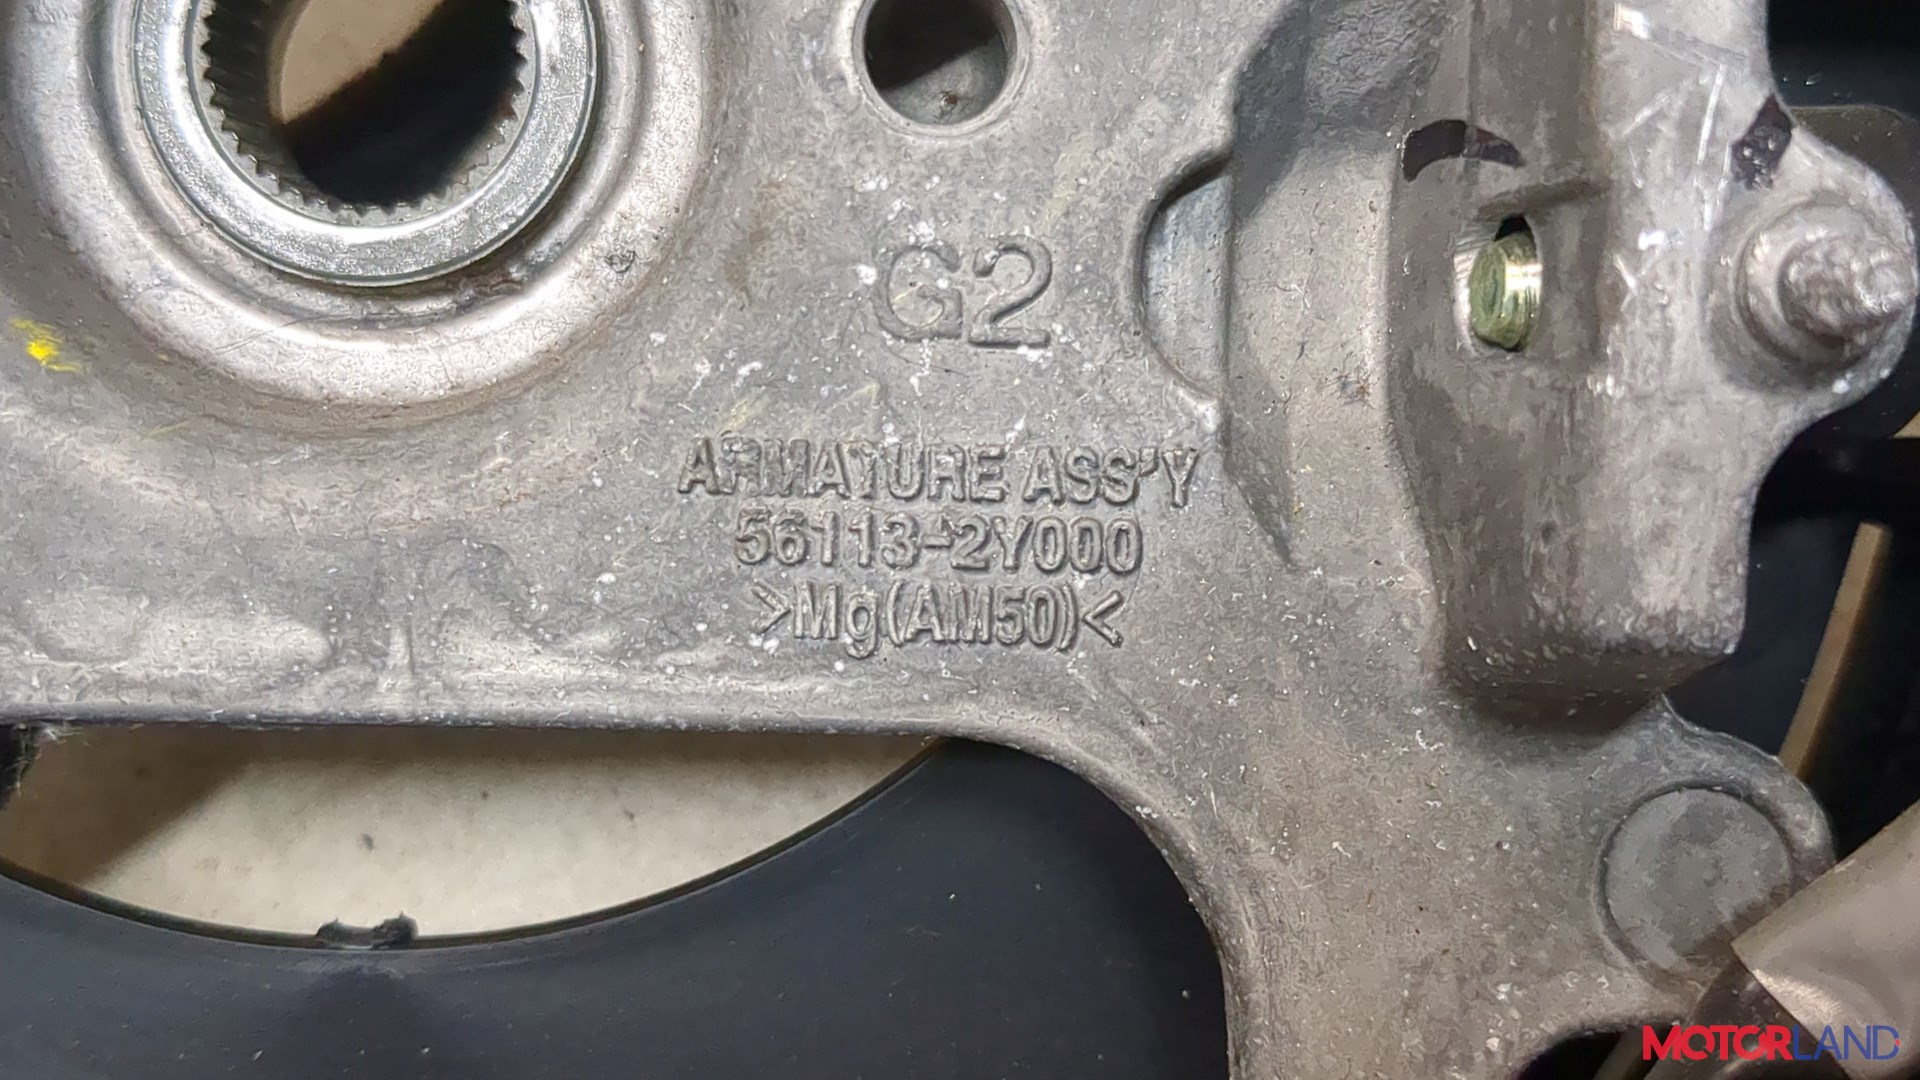 G2
ARMATURE ASS'Y
56113-2Y000
>Mg(AM50)<
MOTORLAND